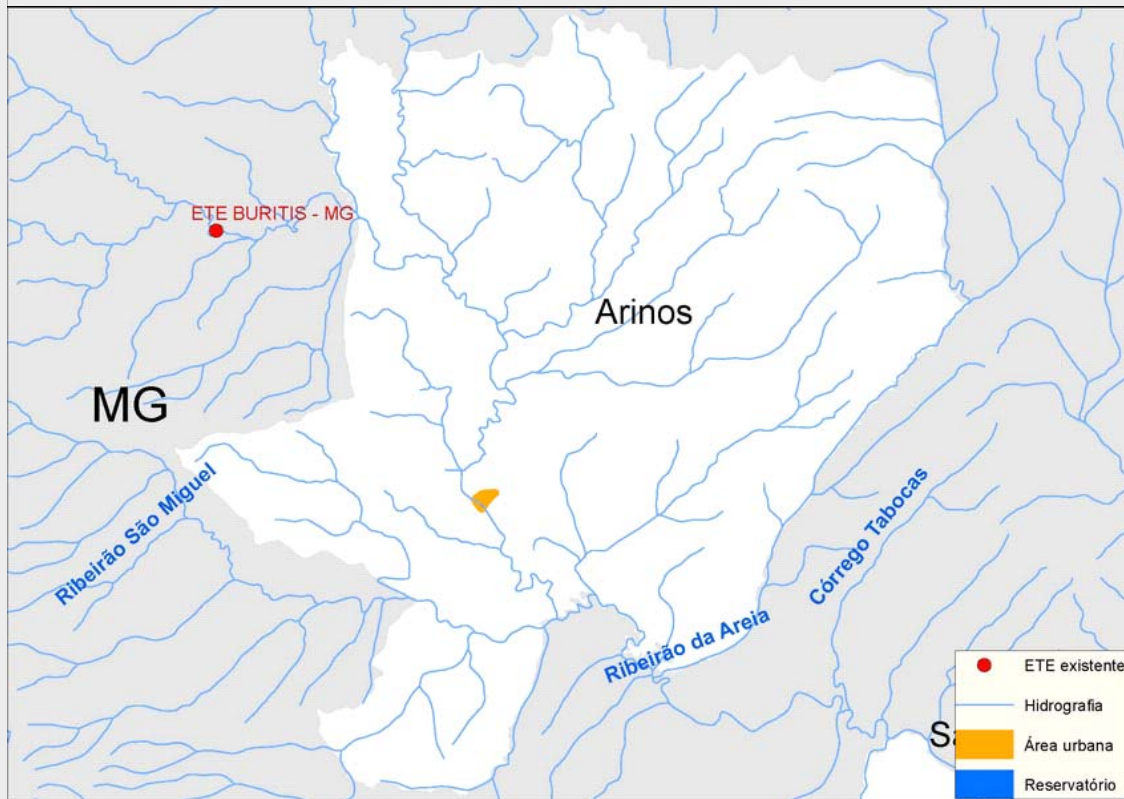 ETE BURITIS - MG
Arinos
MG
Ribeirão São Miguel
Córrego Tabocas
Ribeirão da Areia
ETE existente
Hidrografia
Área urbana
Reservatório